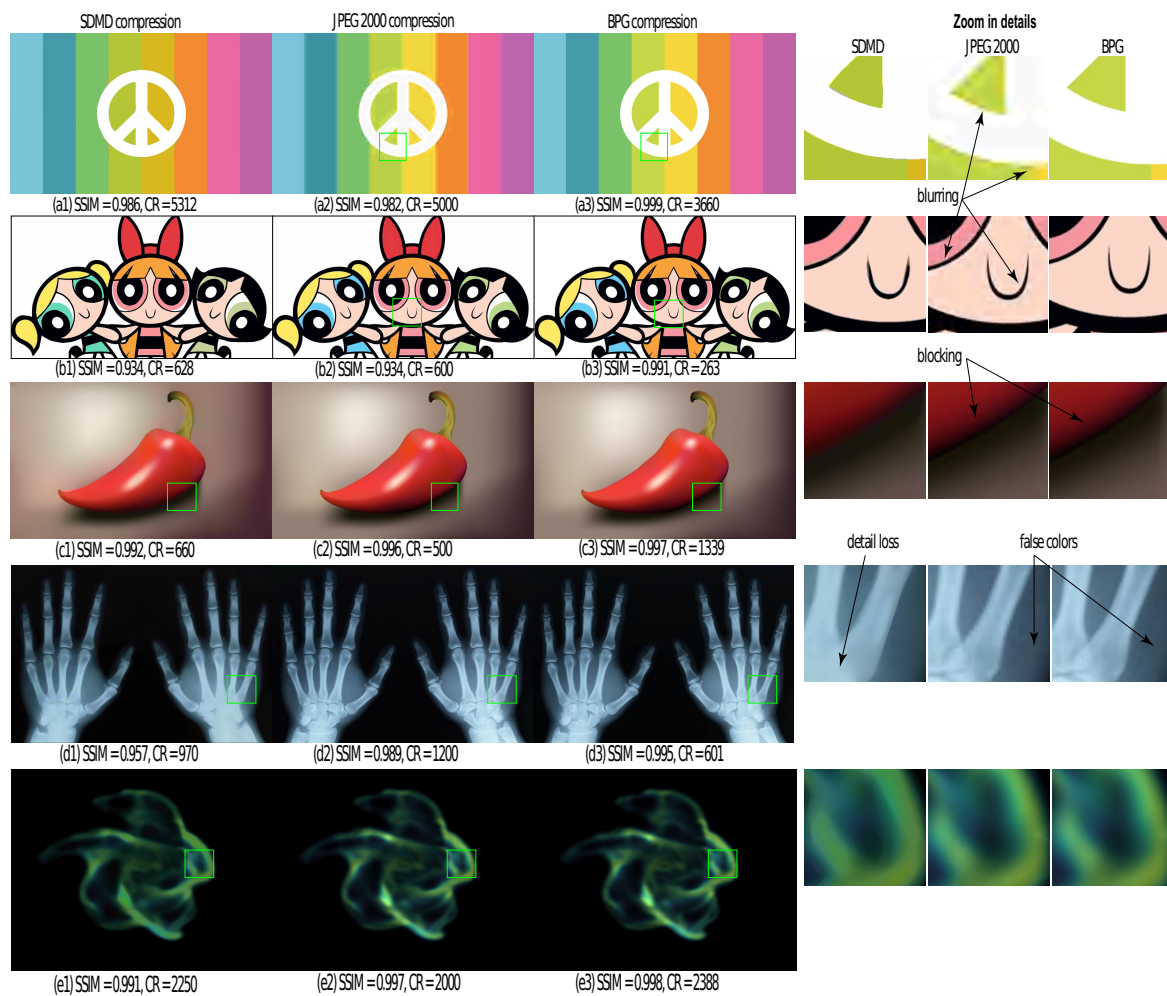 SDMD compression JPEG 2000 compression BPG compression Zoom in details
SDMD JPEG 2000 BPG
(a1) SSIM = 0.986, CR = 5312 (a2) SSIM = 0.982, CR = 5000 (a3) SSIM = 0.999, CR = 3660
blurring
(b1) SSIM = 0.934, CR = 628 (b2) SSIM = 0.934, CR = 600 (b3) SSIM = 0.991, CR = 263
blocking
(c1) SSIM = 0.992, CR = 660 (c2) SSIM = 0.996, CR = 500 (c3) SSIM = 0.997, CR = 1339
detail loss false colors
(d1) SSIM = 0.957, CR = 970 (d2) SSIM = 0.989, CR = 1200 (d3) SSIM = 0.995, CR = 601
(e1) SSIM = 0.991, CR = 2250 (e2) SSIM = 0.997, CR = 2000 (e3) SSIM = 0.998, CR = 2388